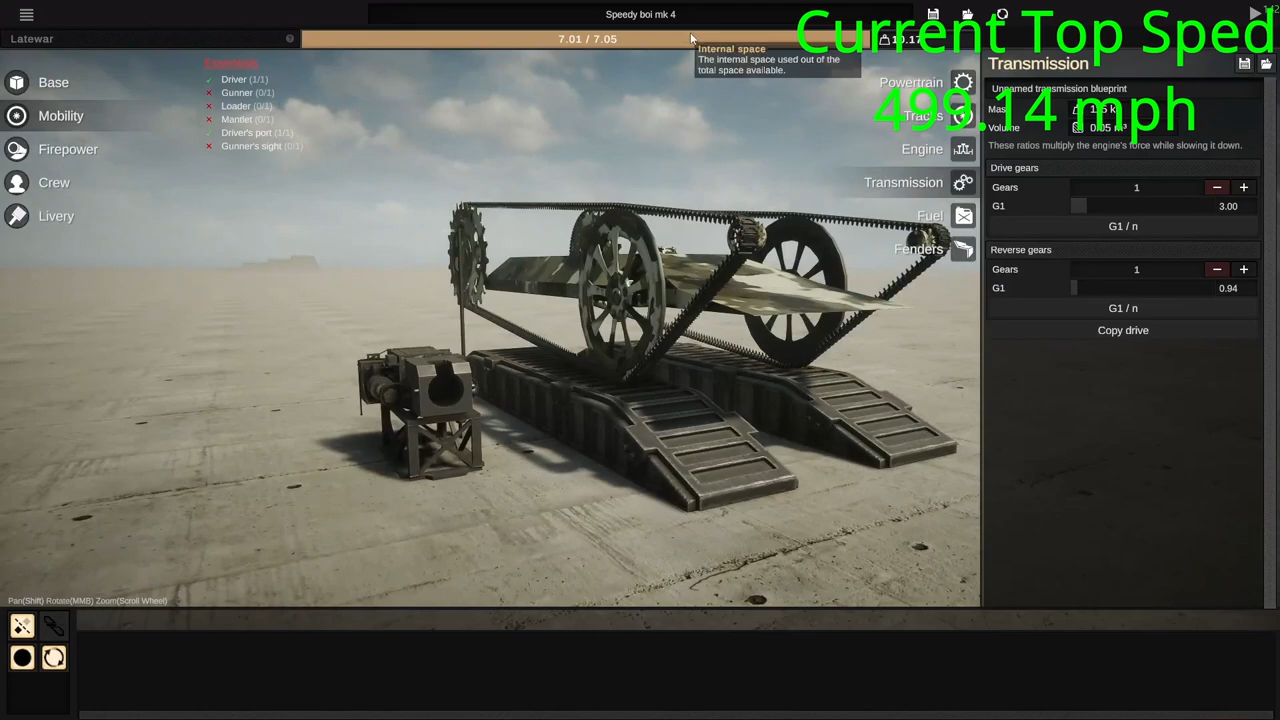 Speedy boi mk 4
Latewar
7.01 / 7.05
Current Top Sped
499.14 mph
Internal space
The internal space used out of the
total space available.
Base
Mobility
Firepower
Crew
Livery
Driver (1/1)
Gunner (0/1)
Loader (0/1)
Mantlet (0/1)
Driver's port (1/1)
Gunner's sight (0/1)
Powertrain
Tracks
Engine
Transmission
Fuel
Fenders
Transmission
Unnamed transmission blueprint
Mass
Volume
0.05 m³
These ratios multiply the engine's force while slowing it down.
Drive gears
Gears 1 − +
G1 3.00
G1 / n
Reverse gears
Gears 1 − +
G1 0.94
G1 / n
Copy drive
Pan(Shift) Rotate(MMB) Zoom(Scroll Wheel)